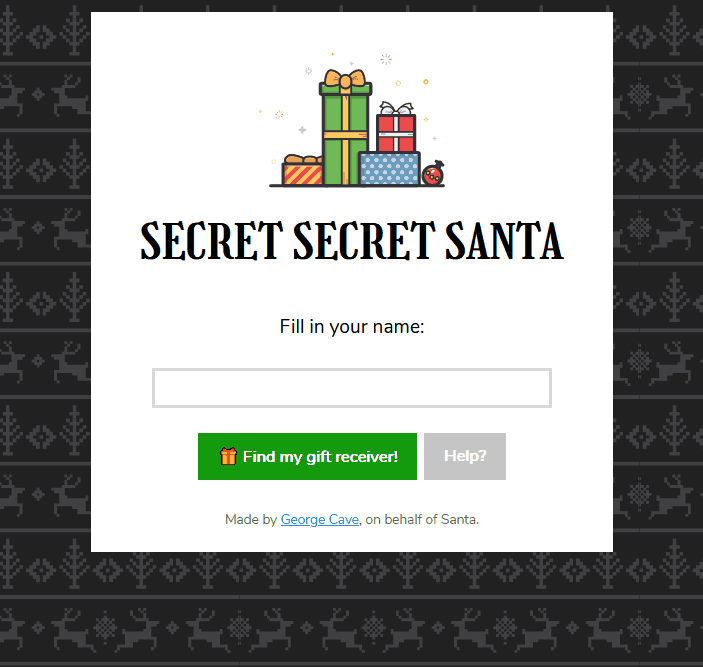 SECRET SECRET SANTA
Fill in your name:
Find my gift receiver!
Help?
Made by George Cave, on behalf of Santa.